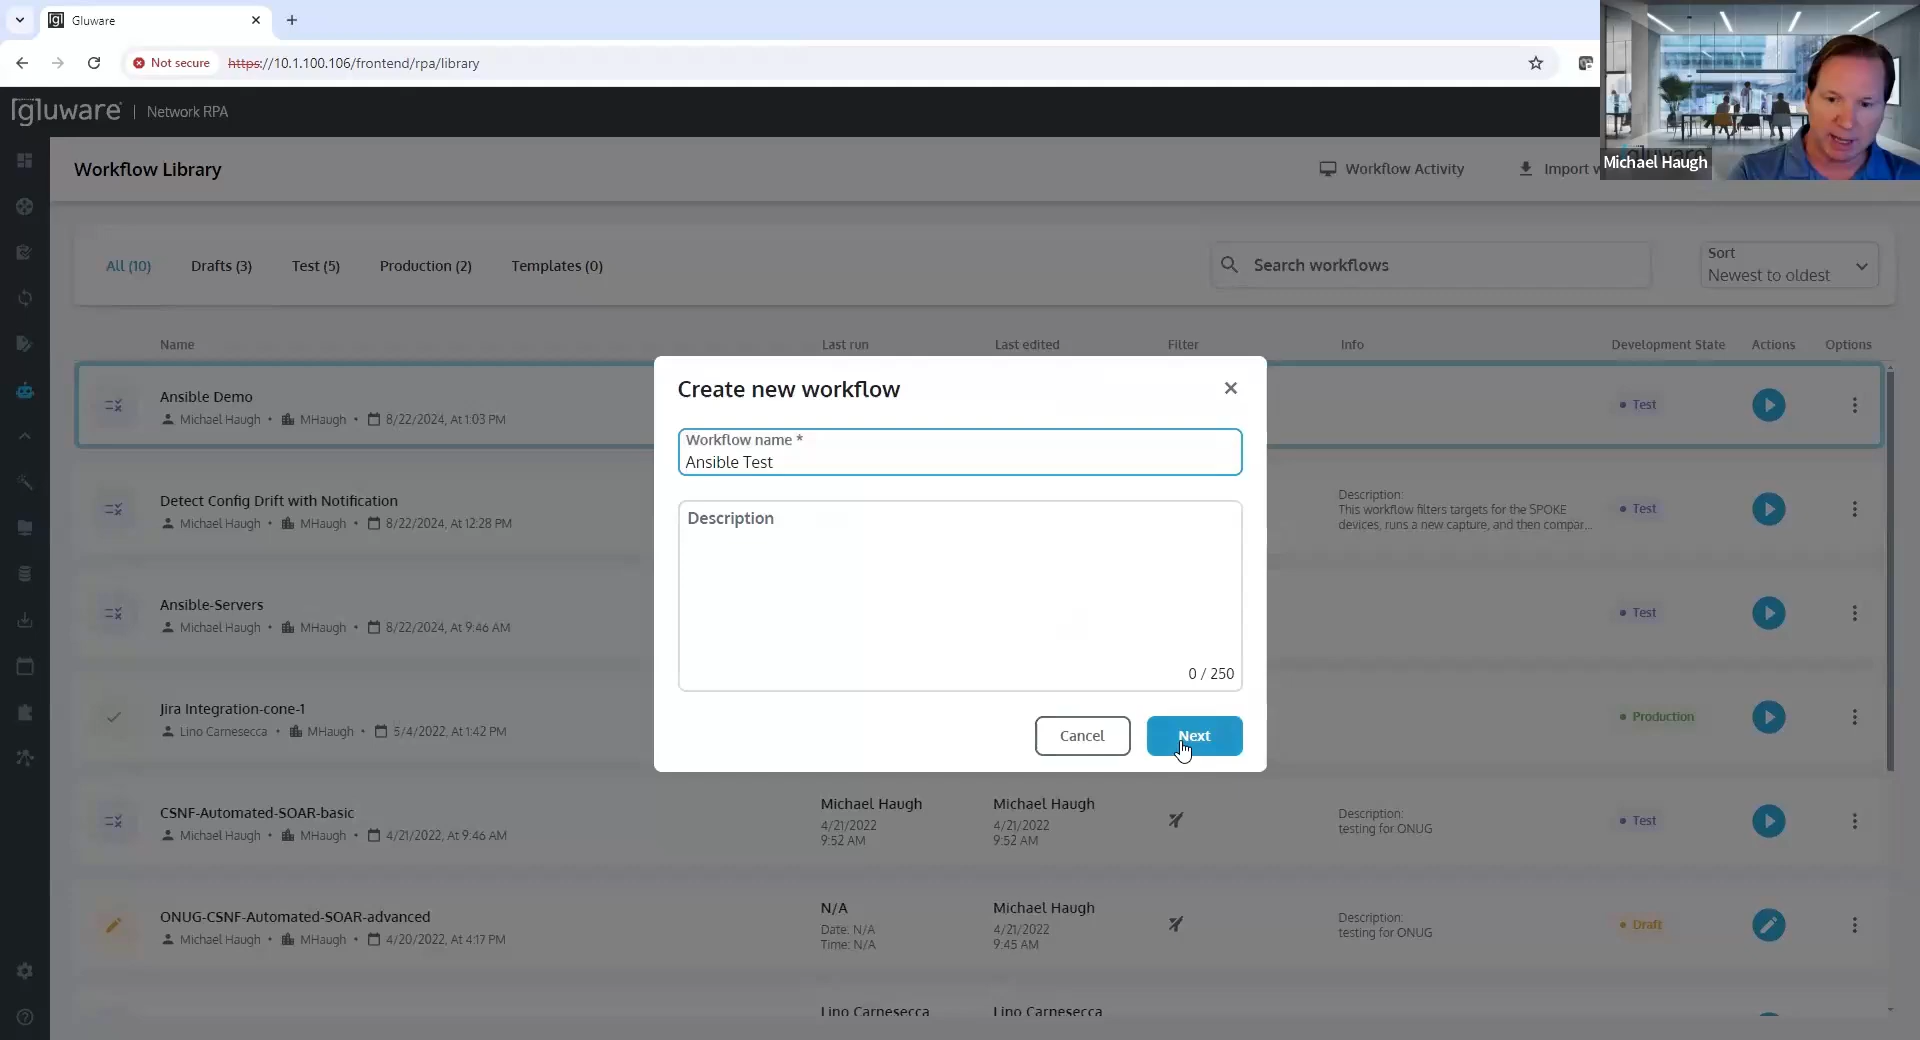 Gluware
Not secure
https://10.1.100.106/frontend/rpa/library
[gluware | Network RPA
Michael Haugh
Workflow Library
Workflow Activity
Import
All (10)
Drafts (3)
Test (5)
Production (2)
Templates (0)
Search workflows
Sort
Newest to oldest
Name
Last run
Last edited
Filter
Info
Development State
Actions
Options
Ansible Demo
Michael Haugh • MHaugh • 8/22/2024, At 1:03 PM
Test
Detect Config Drift with Notification
Michael Haugh • MHaugh • 8/22/2024, At 12:28 PM
Description:
This workflow filters targets for the SPOKE
devices, runs a new capture, and then compar...
Test
Ansible-Servers
Michael Haugh • MHaugh • 8/22/2024, At 9:46 AM
Test
Jira Integration-cone-1
Lino Carnesecca • MHaugh • 5/4/2022, At 1:42 PM
Production
CSNF-Automated-SOAR-basic
Michael Haugh • MHaugh • 4/21/2022, At 9:46 AM
Michael Haugh
4/21/2022
9:52 AM
Michael Haugh
4/21/2022
9:52 AM
Description:
testing for ONUG
Test
ONUG-CSNF-Automated-SOAR-advanced
Michael Haugh • MHaugh • 4/20/2022, At 4:17 PM
N/A
Date: N/A
Time: N/A
Michael Haugh
4/21/2022
9:45 AM
Description:
testing for ONUG
Draft
Lino Carnesecca
Lino Carnesecca
Create new workflow
Workflow name *
Ansible Test
Description
0 / 250
Cancel
Next